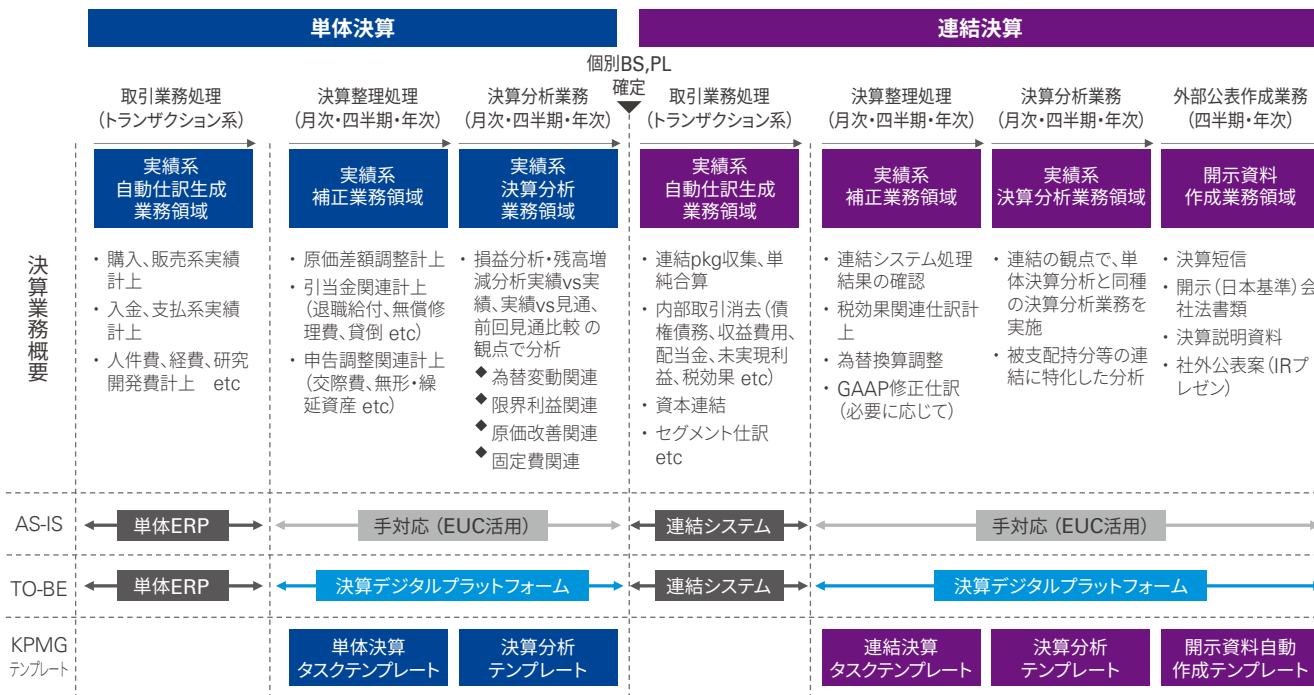 単体決算
連結決算
個別BS,PL
確定
取引業務処理
(トランザクション系)
決算整理処理
(月次・四半期・年次)
決算分析業務
(月次・四半期・年次)
取引業務処理
(トランザクション系)
決算整理処理
(月次・四半期・年次)
決算分析業務
(月次・四半期・年次)
外部公表作成業務
(四半期・年次)
実績系
自動仕訳生成
業務領域
実績系
補正業務領域
実績系
決算分析
業務領域
実績系
自動仕訳生成
業務領域
実績系
補正業務領域
実績系
決算分析業務領域
開示資料
作成業務領域
決算業務概要
・購入、販売系実績
計上
・入金、支払系実績
計上
・人件費、経費、研究
開発費計上 etc
・原価差額調整計上
・引当金関連計上
(退職給付、無償修
理費、貸倒 etc)
・申告調整関連計上
(交際費、無形・繰
延資産 etc)
・損益分析・残高増
減分析実績vs実
績、実績vs見通、
前回見通比較 の
観点で分析
◆為替変動関連
◆限界利益関連
◆原価改善関連
◆固定費関連
・連結pkg収集、単
純合算
・内部取引消去(債
権債務、収益費用、
配当金、未実現利
益、税効果 etc)
・資本連結
・セグメント仕訳
etc
・連結システム処理
結果の確認
・税効果関連仕訳計
上
・為替換算調整
・GAAP修正仕訳
(必要に応じて)
・連結の観点で、単
体決算分析と同種
の決算分析業務を
実施
・被支配持分等の連
結に特化した分析
・決算短信
・開示(日本基準)会
社法書類
・決算説明資料
・社外公表案(IRプ
レゼン)
AS-IS
単体ERP
手対応 (EUC活用)
連結システム
手対応 (EUC活用)
TO-BE
単体ERP
決算デジタルプラットフォーム
連結システム
決算デジタルプラットフォーム
KPMG
テンプレート
単体決算
タスクテンプレート
決算分析
テンプレート
連結決算
タスクテンプレート
決算分析
テンプレート
開示資料自動
作成テンプレート